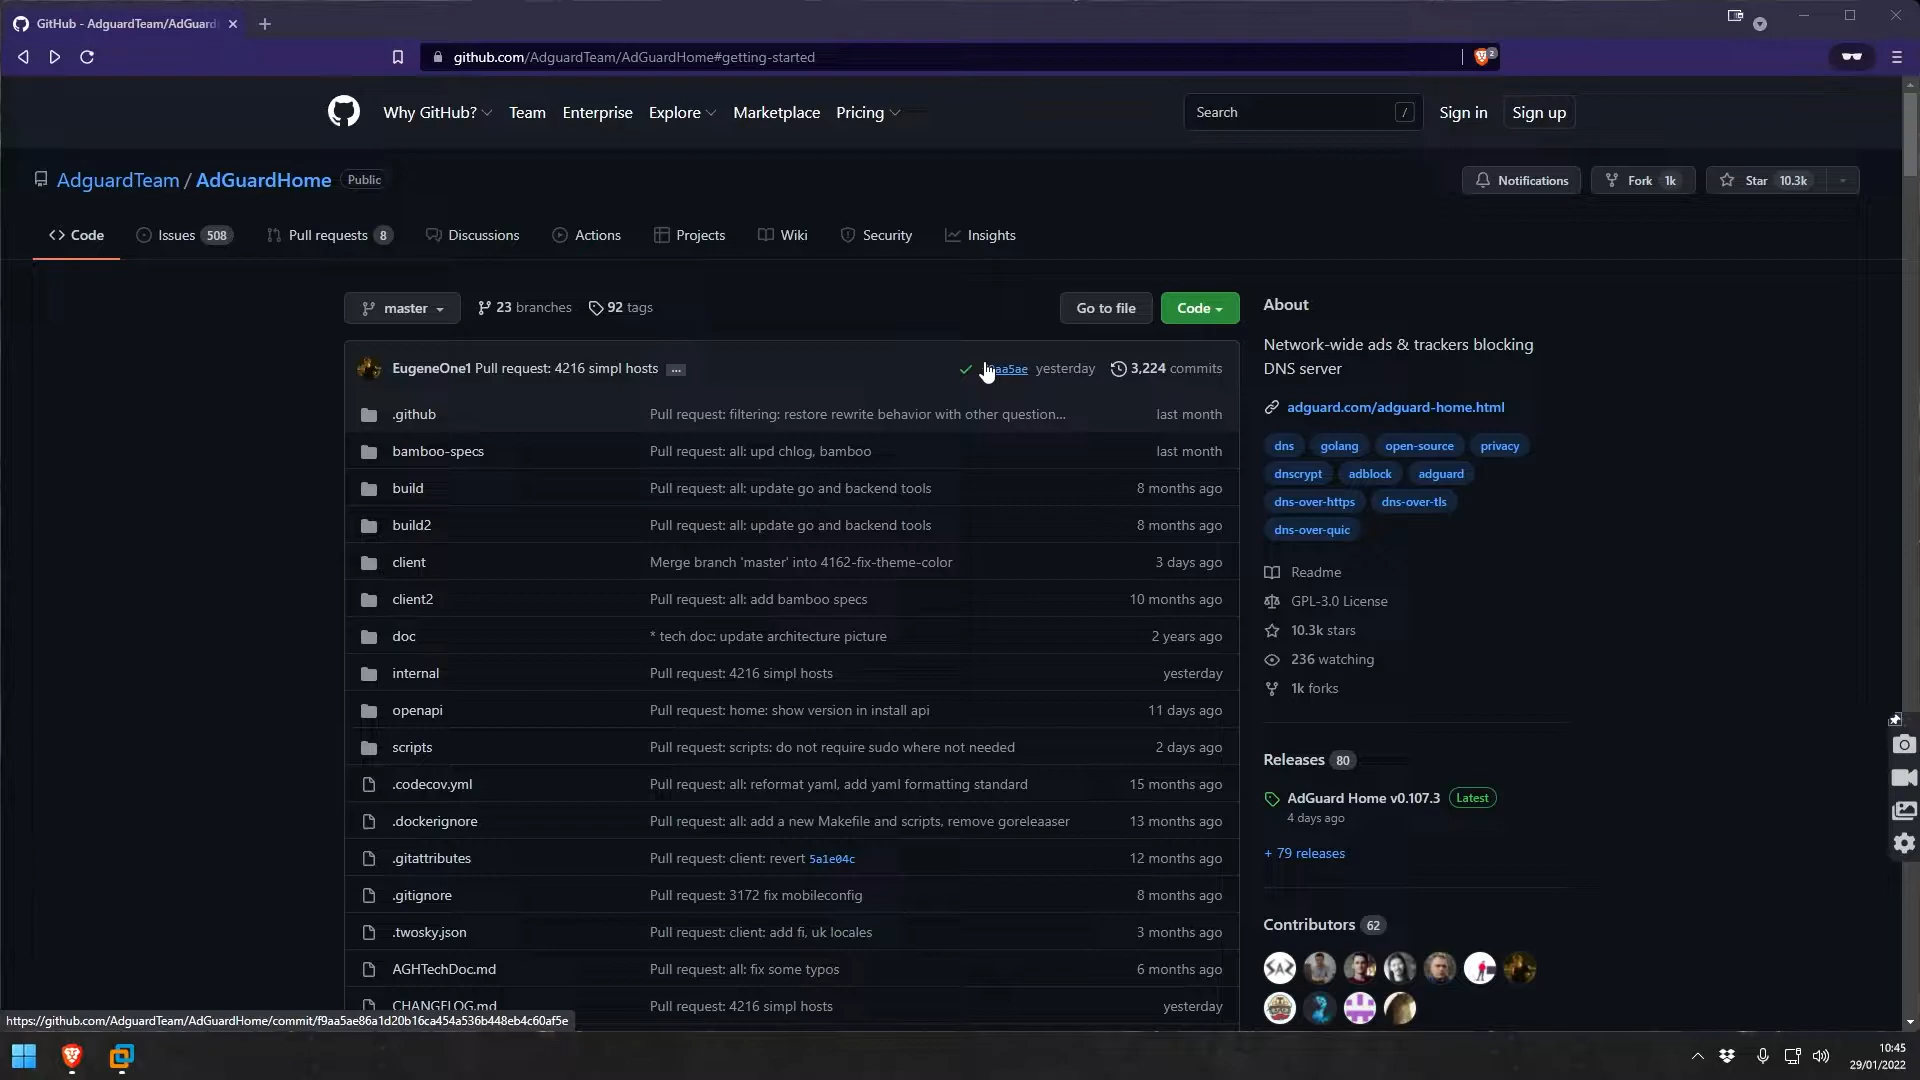 GitHub - AdguardTeam/AdGuard
github.com/AdguardTeam/AdGuardHome#getting-started
2
Why GitHub? Team Enterprise Explore Marketplace Pricing
Search /
Sign in Sign up
AdguardTeam / AdGuardHome Public
Notifications Fork 1k Star 10.3k
Code Issues 508 Pull requests 8 Discussions Actions Projects Wiki Security Insights
master 23 branches 92 tags Go to file Code
EugeneOne1 Pull request: 4216 simpl hosts ... aa5ae yesterday 3,224 commits
.github Pull request: filtering: restore rewrite behavior with other question... last month
bamboo-specs Pull request: all: upd chlog, bamboo last month
build Pull request: all: update go and backend tools 8 months ago
build2 Pull request: all: update go and backend tools 8 months ago
client Merge branch 'master' into 4162-fix-theme-color 3 days ago
client2 Pull request: all: add bamboo specs 10 months ago
doc * tech doc: update architecture picture 2 years ago
internal Pull request: 4216 simpl hosts yesterday
openapi Pull request: home: show version in install api 11 days ago
scripts Pull request: scripts: do not require sudo where not needed 2 days ago
.codecov.yml Pull request: all: reformat yaml, add yaml formatting standard 15 months ago
.dockerignore Pull request: all: add a new Makefile and scripts, remove goreleaaser 13 months ago
.gitattributes Pull request: client: revert 5a1e04c 12 months ago
.gitignore Pull request: 3172 fix mobileconfig 8 months ago
.twosky.json Pull request: client: add fi, uk locales 3 months ago
AGHTechDoc.md Pull request: all: fix some typos 6 months ago
CHANGELOG.md Pull request: 4216 simpl hosts yesterday
About
Network-wide ads & trackers blocking
DNS server
adguard.com/adguard-home.html
dns golang open-source privacy
dnscrypt adblock adguard
dns-over-https dns-over-tls
dns-over-quic
Readme
GPL-3.0 License
10.3k stars
236 watching
1k forks
Releases 80
AdGuard Home v0.107.3 Latest
4 days ago
+ 79 releases
Contributors 62
https://github.com/AdguardTeam/AdGuardHome/commit/f9aa5ae86a1d20b16ca454a536b448eb4c60af5e
10:45
29/01/2022